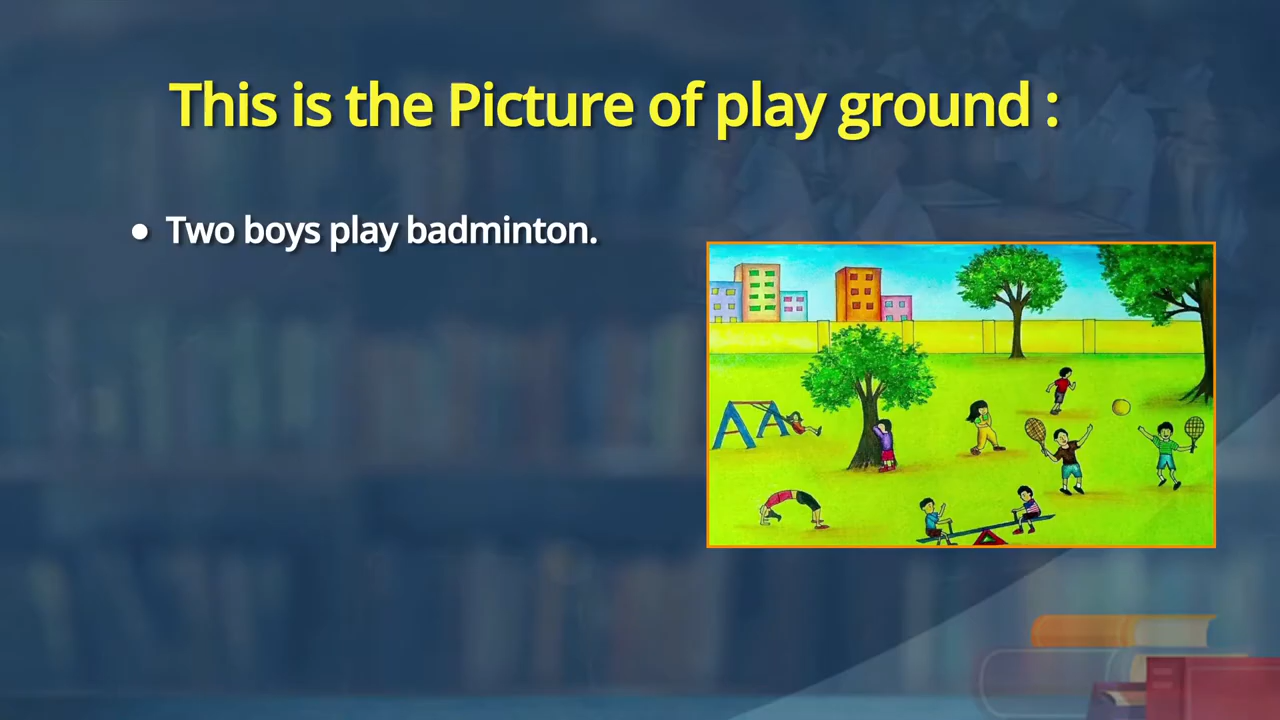 This is the Picture of play ground :
● Two boys play badminton.